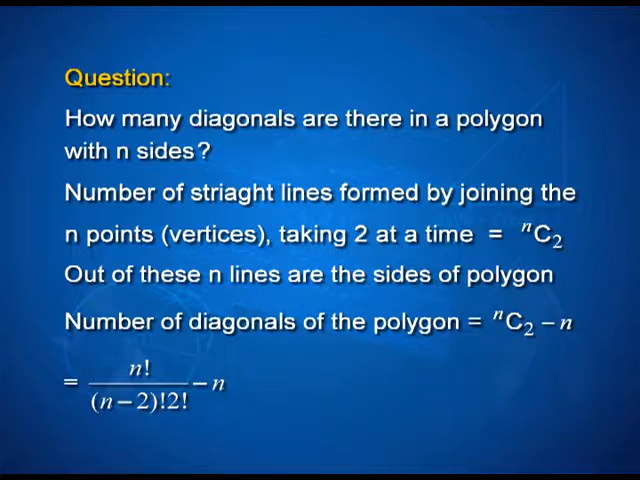 Question:
How many diagonals are there in a polygon
with n sides?
Number of striaght lines formed by joining the
n points (vertices), taking 2 at a time = ⁿC₂
Out of these n lines are the sides of polygon
Number of diagonals of the polygon = ⁿC₂ – n
= n! / (n – 2)!2! – n